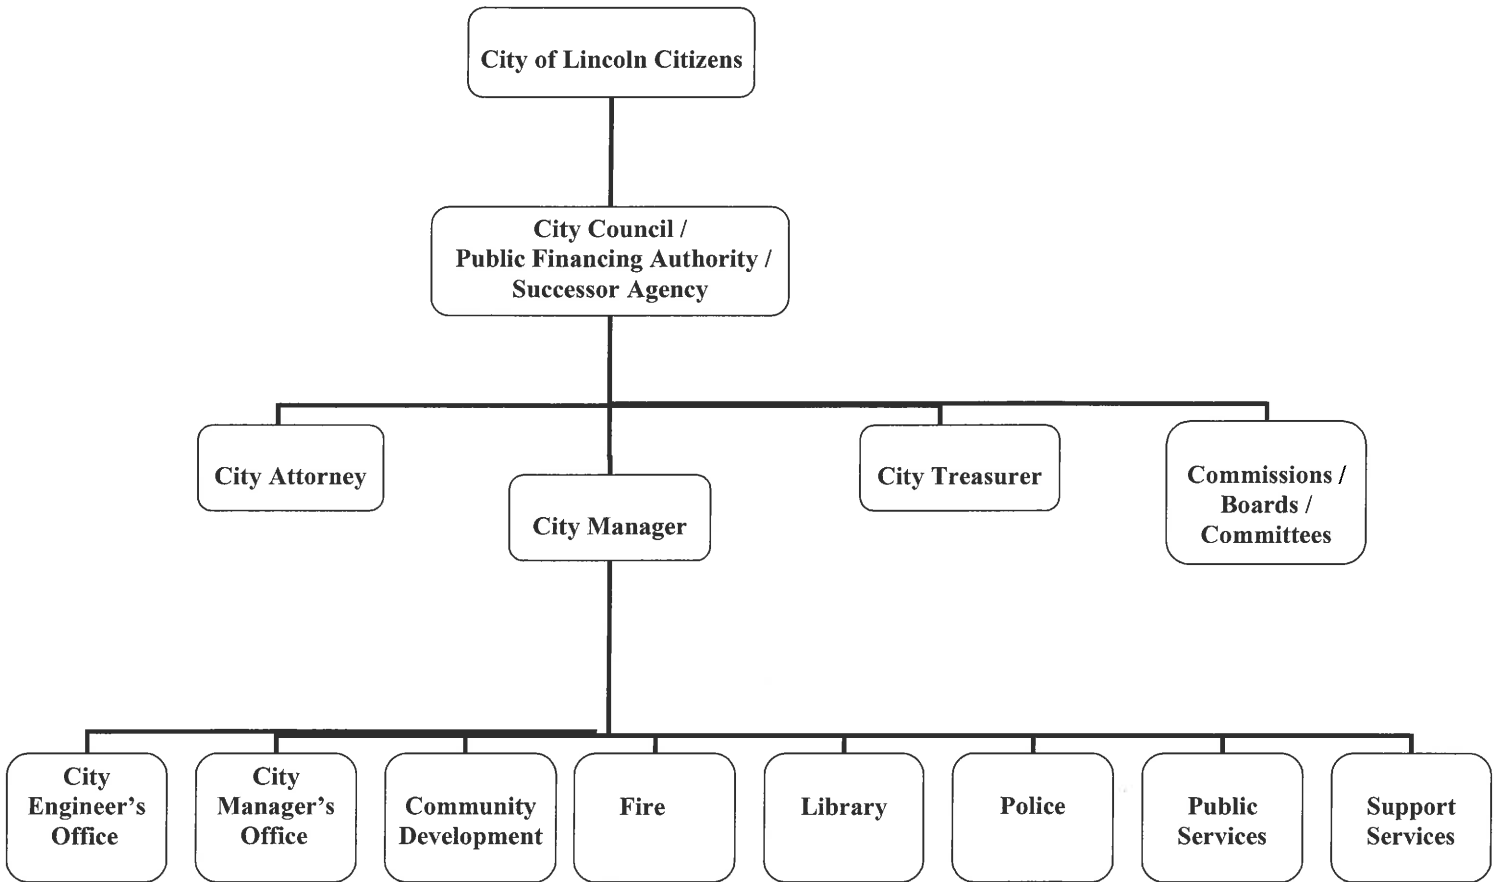 City of Lincoln Citizens
City Council /
Public Financing Authority /
Successor Agency
City Attorney
City Manager
City Treasurer
Commissions /
Boards /
Committees
City
Engineer’s
Office
City
Manager’s
Office
Community
Development
Fire
Library
Police
Public
Services
Support
Services